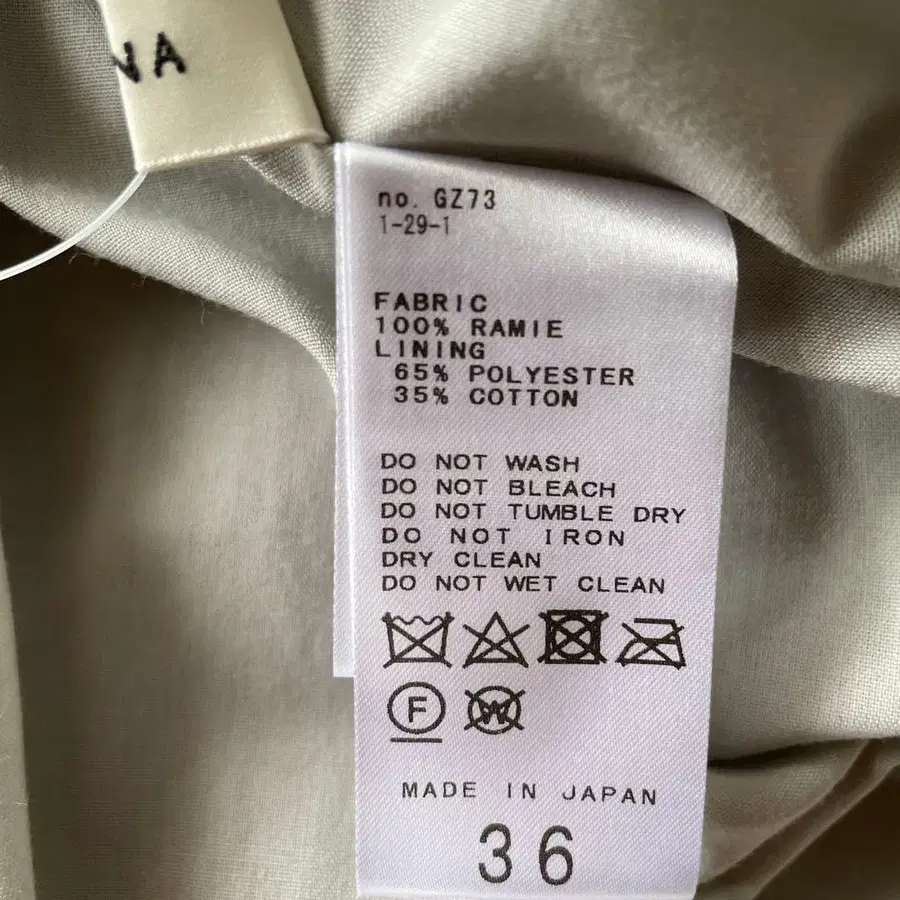 NA
no. GZ73
1-29-1
FABRIC
100% RAMIE
LINING
65% POLYESTER
35% COTTON
DO NOT WASH
DO NOT BLEACH
DO NOT TUMBLE DRY
DO NOT IRON
DRY CLEAN
DO NOT WET CLEAN
F W
MADE IN JAPAN
36